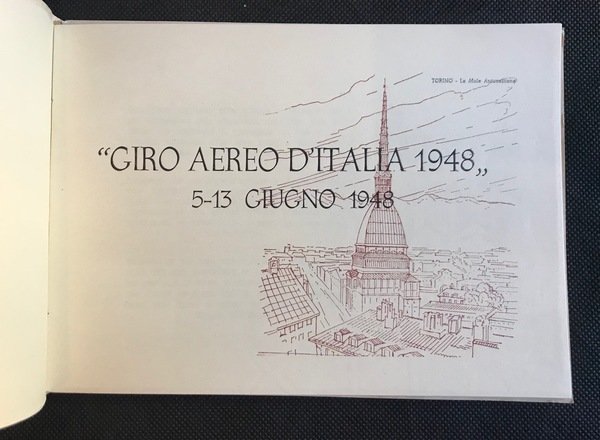 TORINO - La Mole Antonelliana
“GIRO AEREO D'ITALIA 1948„
5-13 GIUGNO 1948